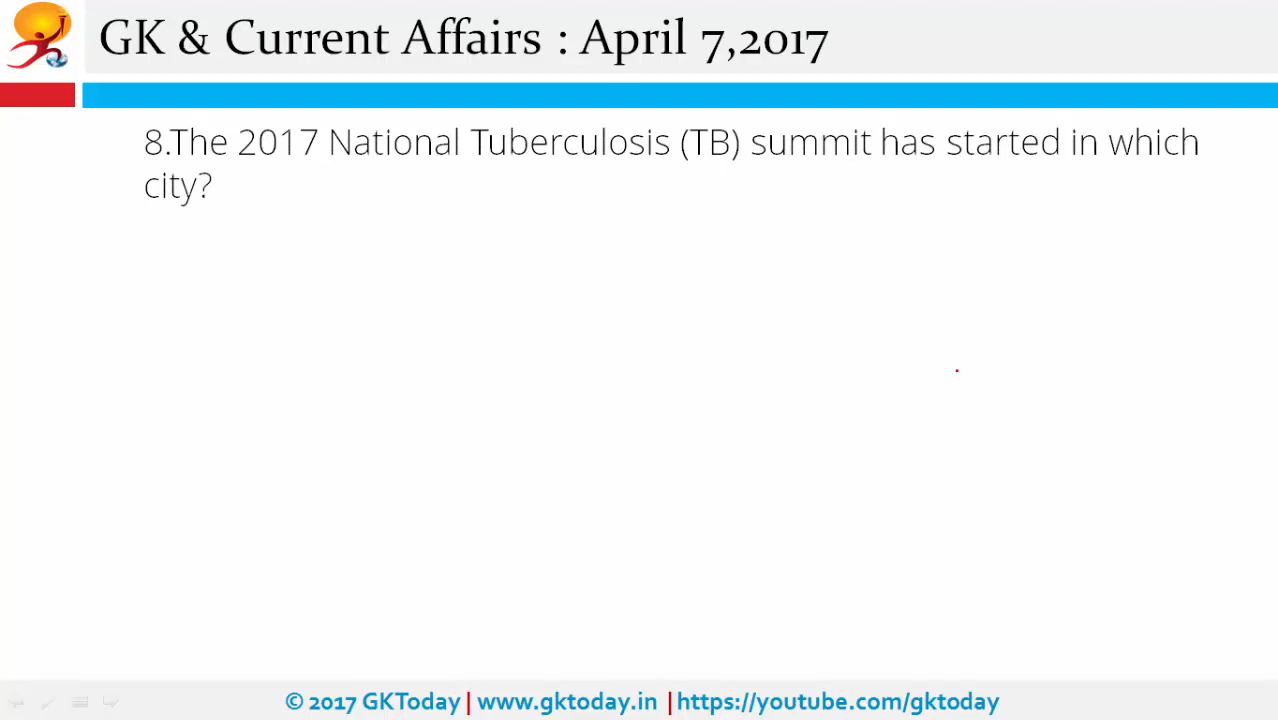 GK & Current Affairs : April 7,2017
8.The 2017 National Tuberculosis (TB) summit has started in which
city?
© 2017 GKToday | www.gktoday.in | https://youtube.com/gktoday